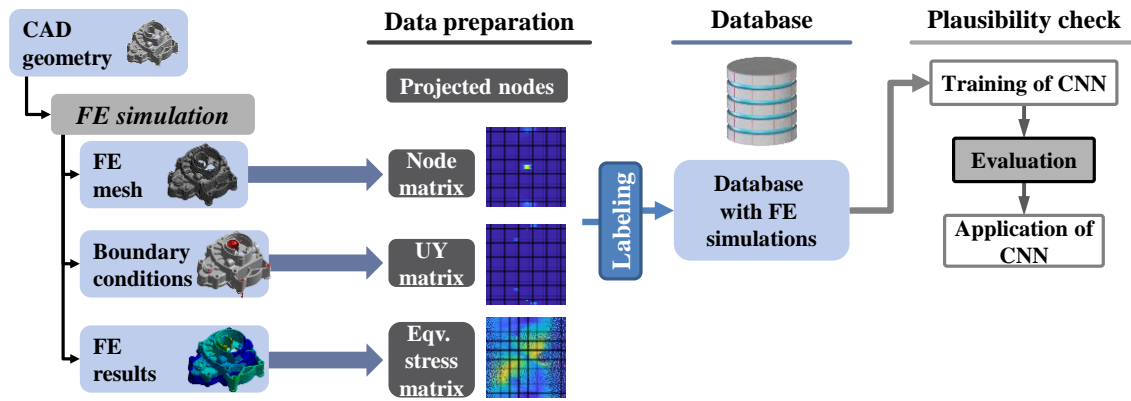 CAD
geometry
FE simulation
FE
mesh
Boundary
conditions
FE
results
Data preparation
Projected nodes
Node
matrix
UY
matrix
Eqv.
stress
matrix
Labeling
Database
Database
with FE
simulations
Plausibility check
Training of CNN
Evaluation
Application of
CNN